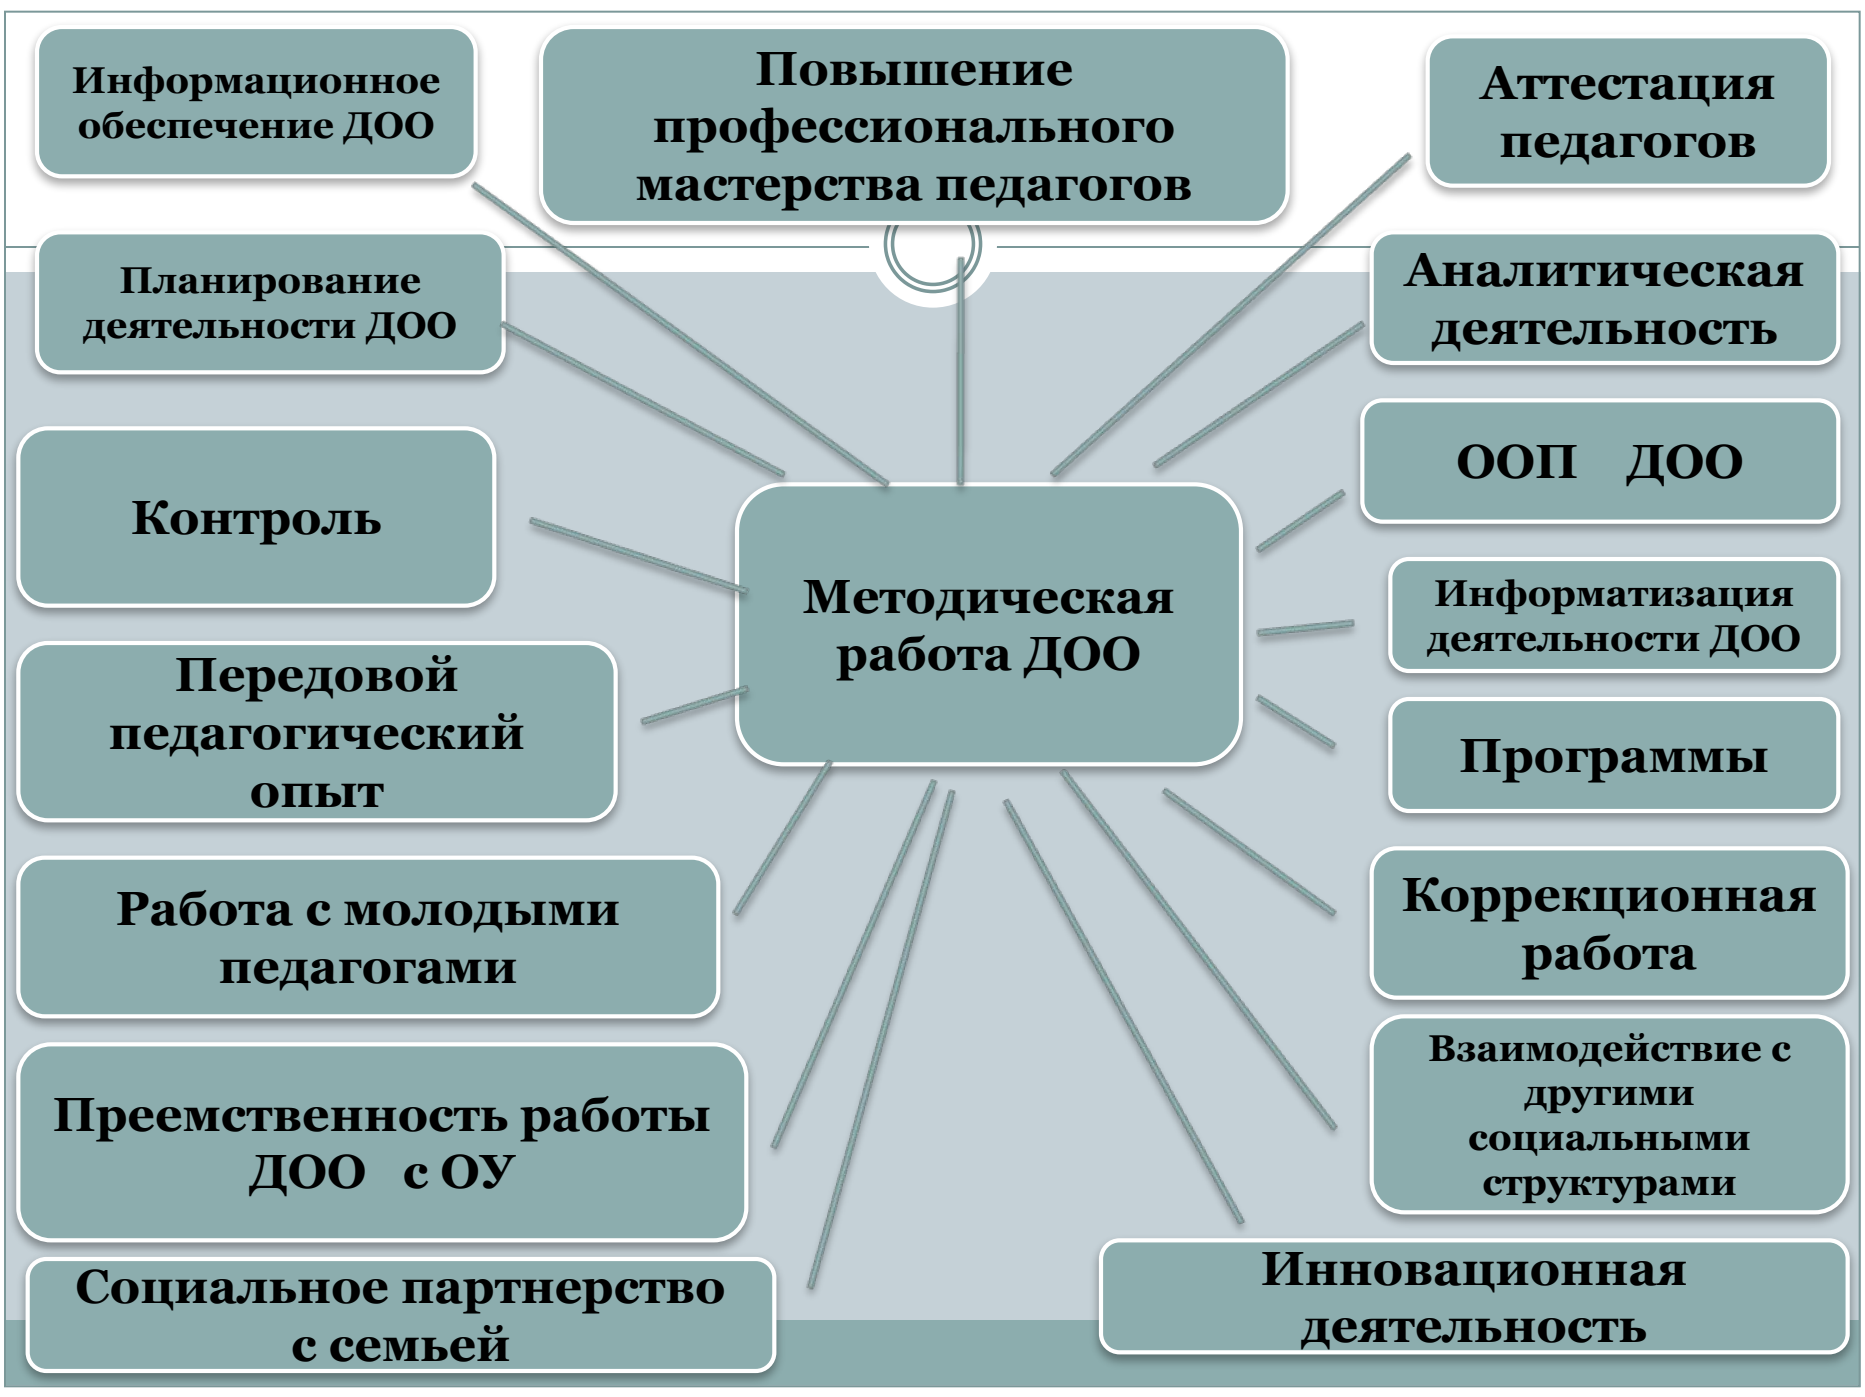 Информационное
обеспечение ДОО
Повышение
профессионального
мастерства педагогов
Аттестация
педагогов
Планирование
деятельности ДОО
Аналитическая
деятельность
Контроль
ООП ДОО
Методическая
работа ДОО
Информатизация
деятельности ДОО
Передовой
педагогический
опыт
Программы
Работа с молодыми
педагогами
Коррекционная
работа
Преемственность работы
ДОО с ОУ
Взаимодействие с
другими
социальными
структурами
Социальное партнерство
с семьей
Инновационная
деятельность